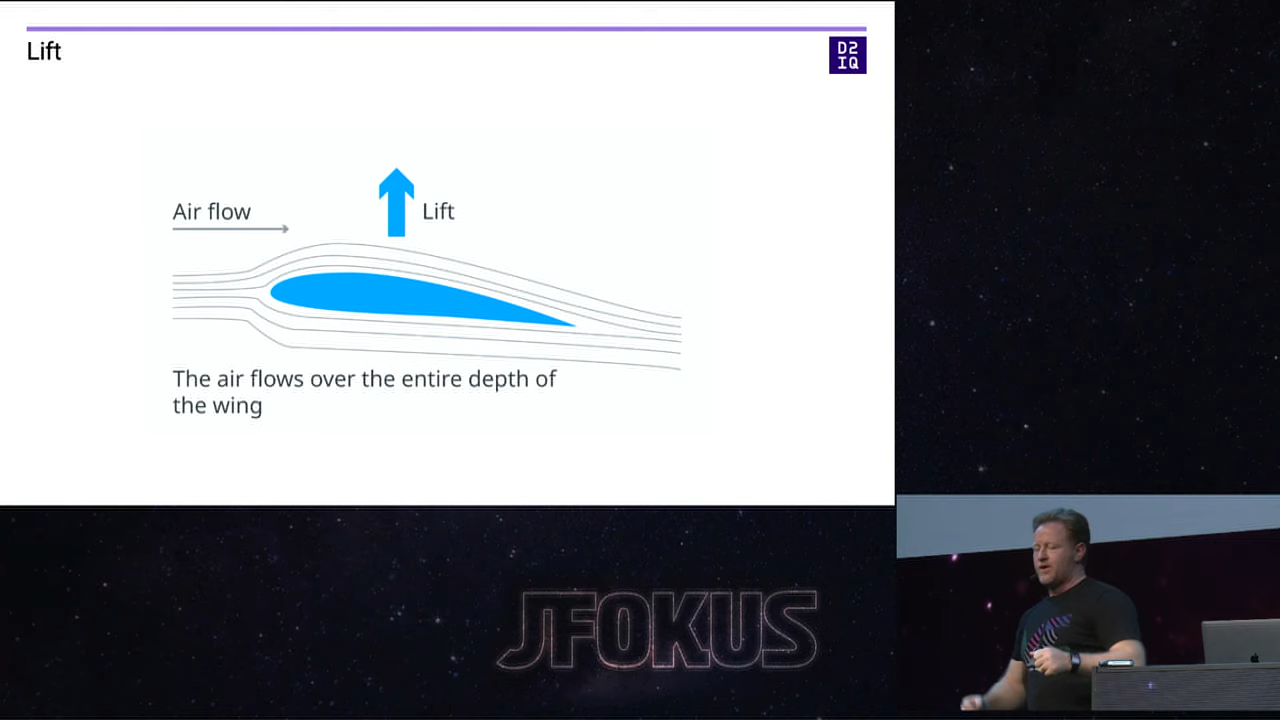 Lift
D2
IQ
Air flow
Lift
The air flows over the entire depth of
the wing
JFOKUS